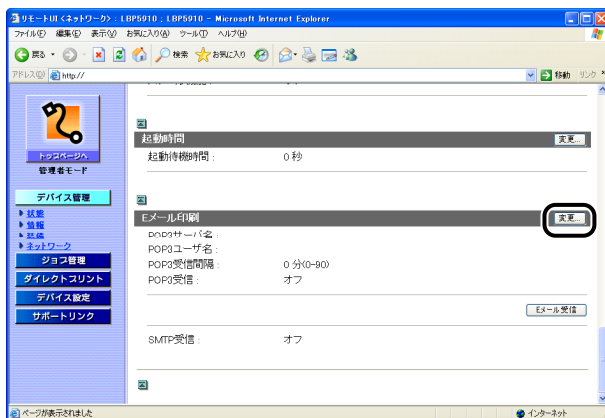 リモートUI <ネットワーク> : LBP5910 ; LBP5910 - Microsoft Internet Explorer
ファイル(F) 編集(E) 表示(V) お気に入り(A) ツール(T) ヘルプ(H)
戻る 検索 お気に入り
アドレス(D) http:// 移動 リンク »
トップページへ
管理者モード
デバイス管理
状態
情報
ネットワーク
ジョブ管理
ダイレクトプリント
デバイス設定
サポートリンク
起動時間 変更...
起動待機時間 : 0 秒
Eメール印刷 変更...
POP3サーバ名 :
POP3ユーザ名 :
POP3受信間隔 : 0 分(0-90)
POP3受信 : オフ
Eメール受信
SMTP受信 : オフ
ページが表示されました インターネット